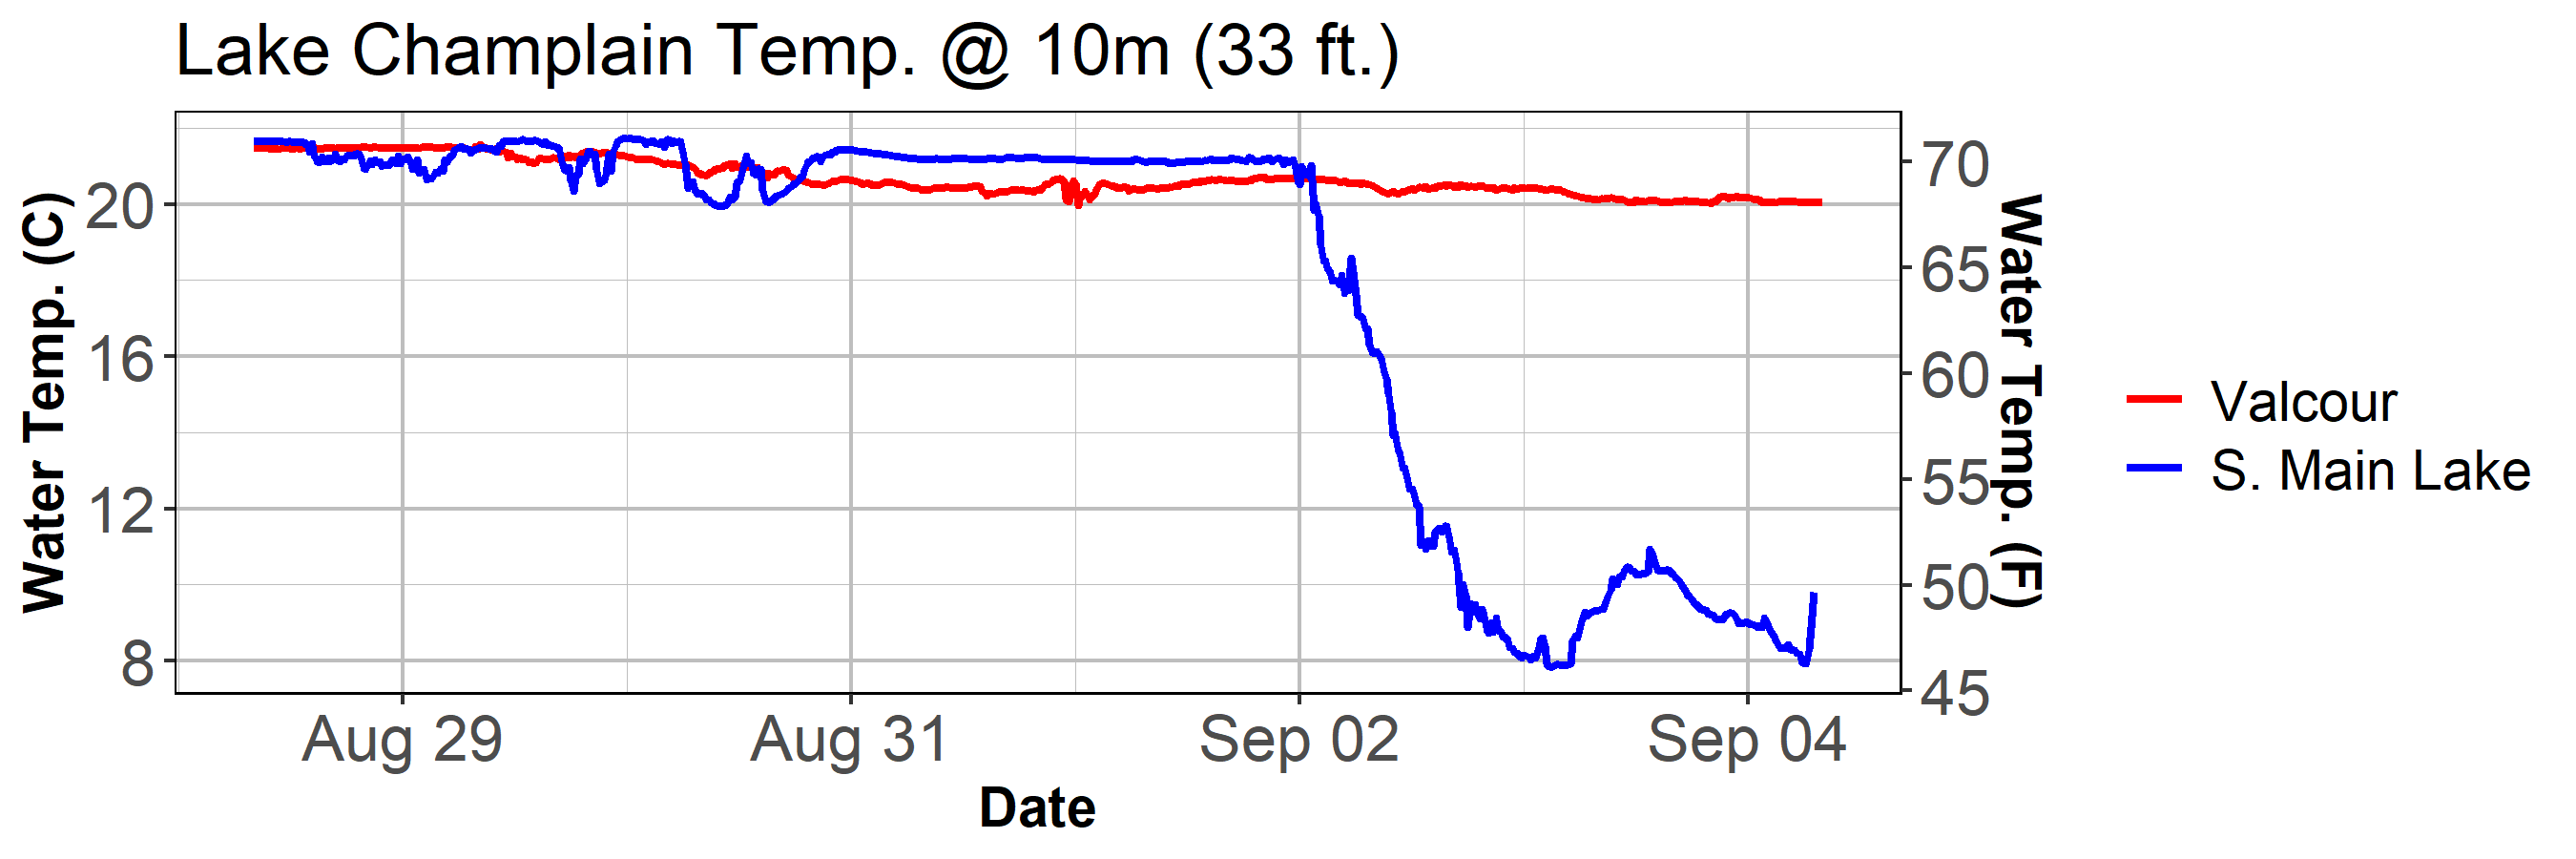 Lake Champlain Temp. @ 10m (33 ft.)
Water Temp. (C)
20
16
12
8
70
65
60
55
50
45
Water Temp. (F)
Aug 29
Aug 31
Sep 02
Sep 04
Date
Valcour
S. Main Lake